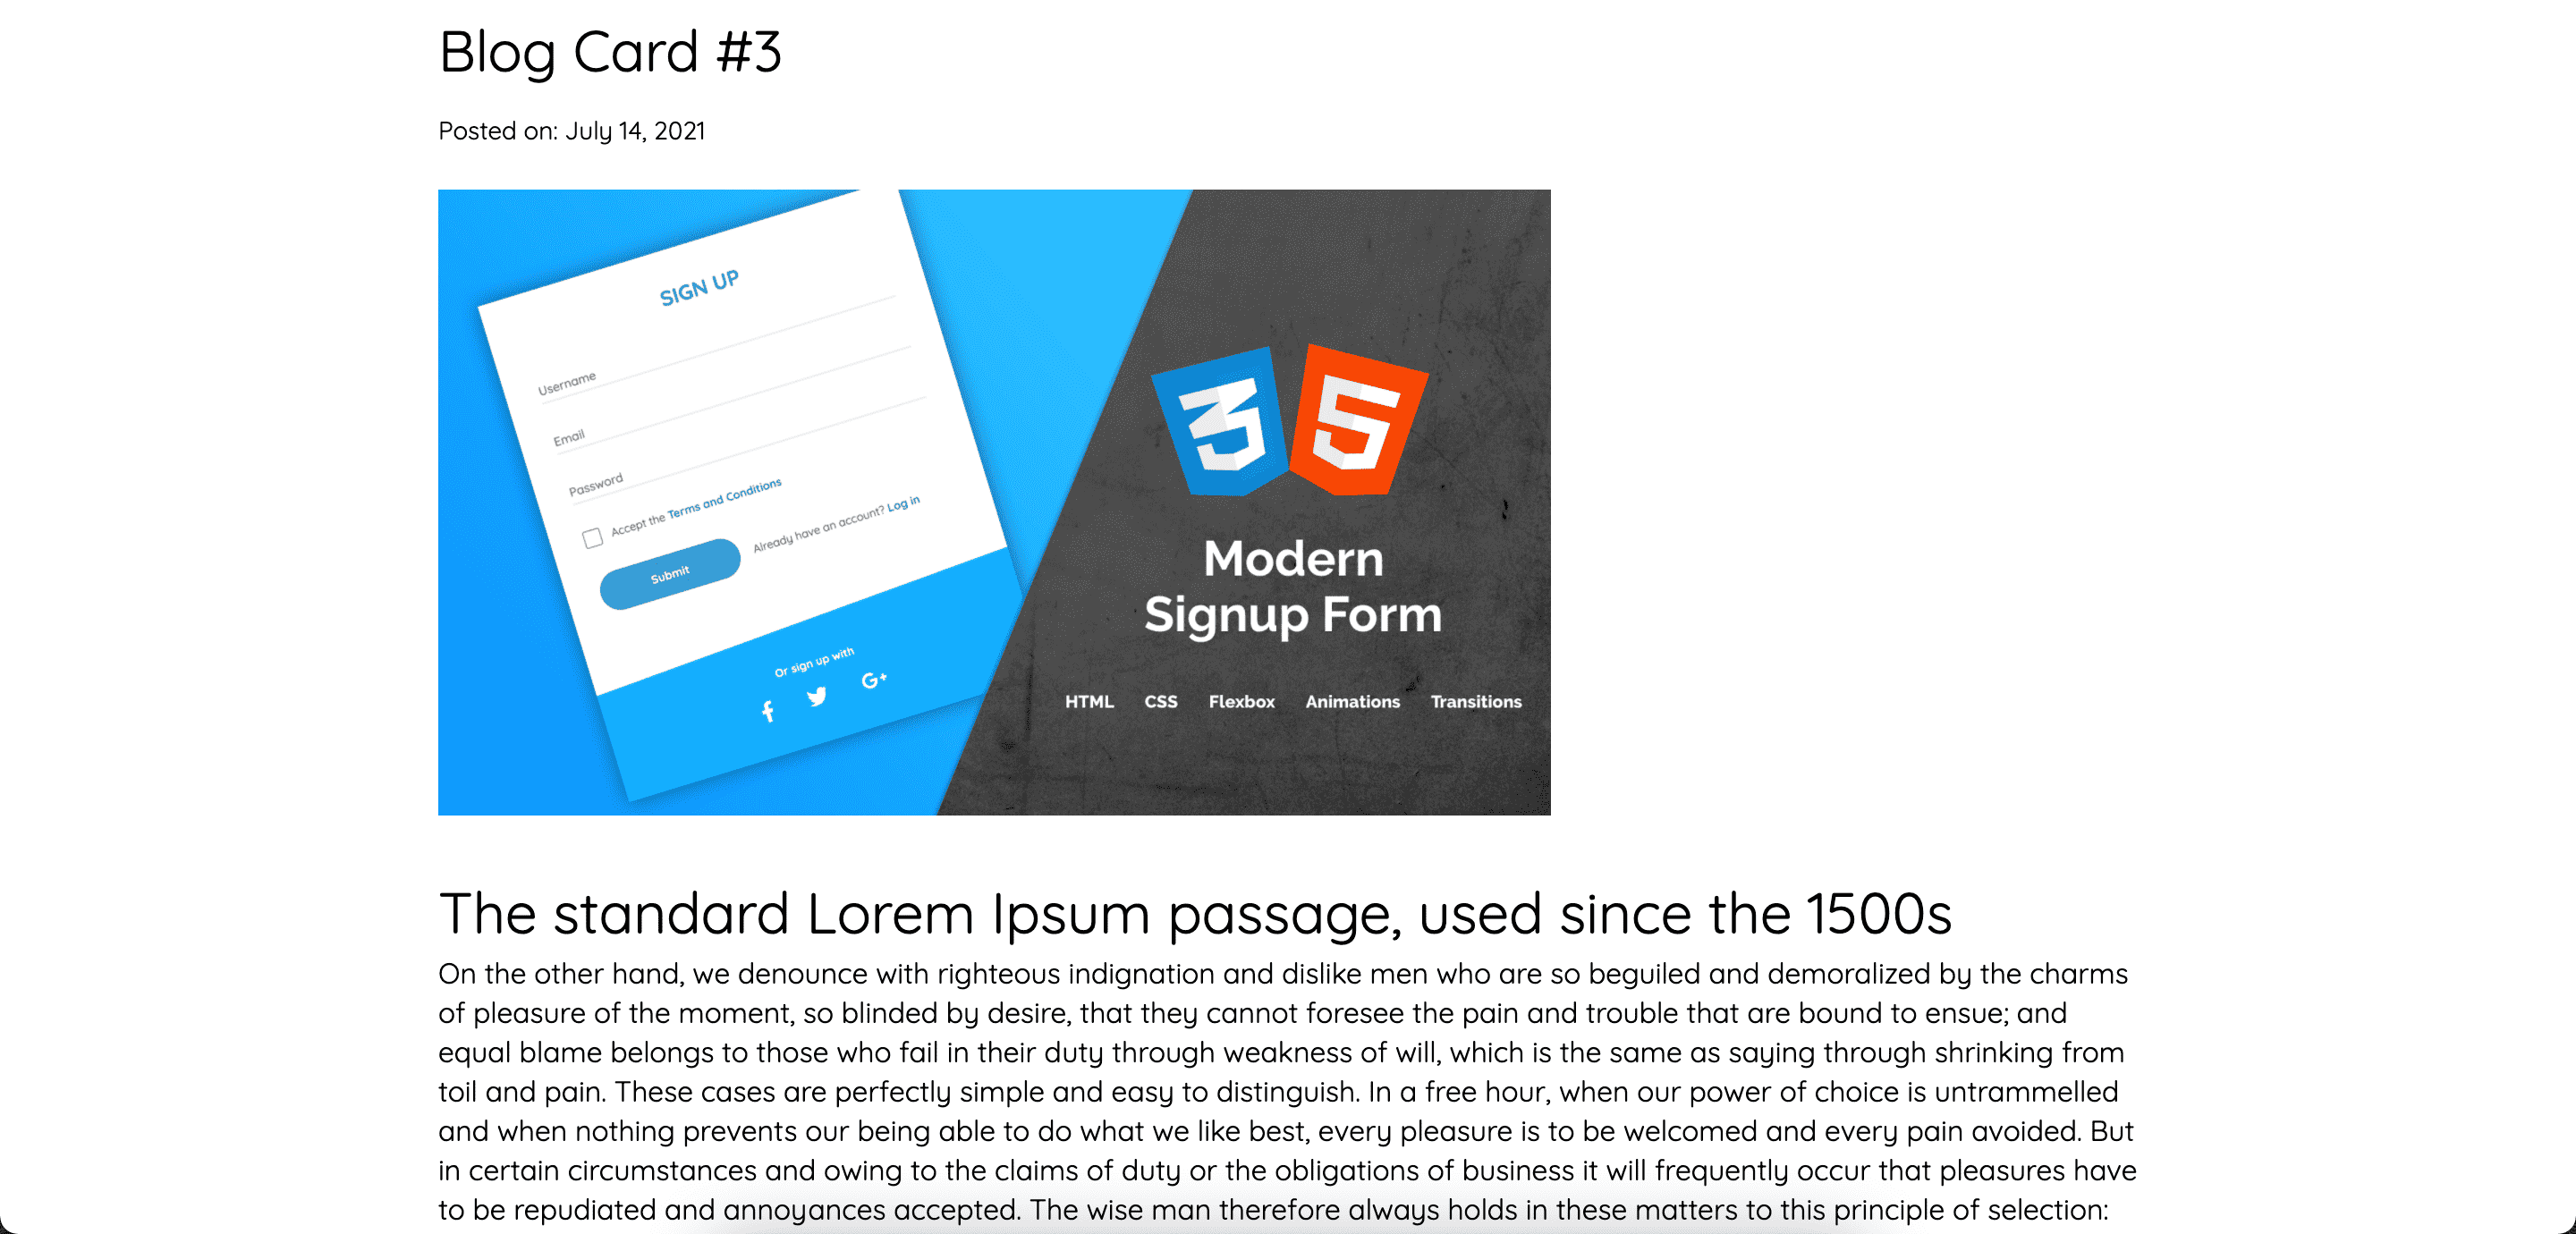 Blog Card #3
Posted on: July 14, 2021
SIGN UP
Username
Email
Password
Accept the Terms and Conditions
Submit
Already have an account? Log in
Or sign up with
3 5
Modern
Signup Form
HTML CSS Flexbox Animations Transitions
The standard Lorem Ipsum passage, used since the 1500s
On the other hand, we denounce with righteous indignation and dislike men who are so beguiled and demoralized by the charms
of pleasure of the moment, so blinded by desire, that they cannot foresee the pain and trouble that are bound to ensue; and
equal blame belongs to those who fail in their duty through weakness of will, which is the same as saying through shrinking from
toil and pain. These cases are perfectly simple and easy to distinguish. In a free hour, when our power of choice is untrammelled
and when nothing prevents our being able to do what we like best, every pleasure is to be welcomed and every pain avoided. But
in certain circumstances and owing to the claims of duty or the obligations of business it will frequently occur that pleasures have
to be repudiated and annoyances accepted. The wise man therefore always holds in these matters to this principle of selection: